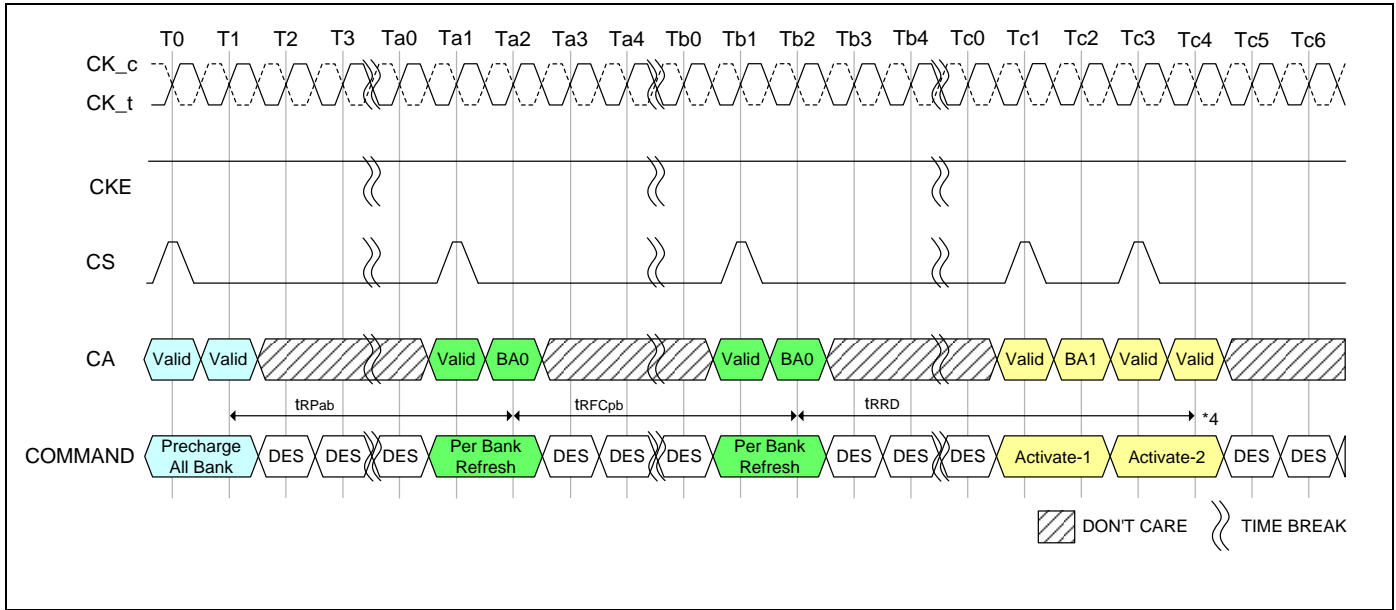 T0 T1 T2 T3 Ta0 Ta1 Ta2 Ta3 Ta4 Tb0 Tb1 Tb2 Tb3 Tb4 Tc0 Tc1 Tc2 Tc3 Tc4 Tc5 Tc6
CK_c
CK_t
CKE
CS
CA Valid Valid Valid BA0 Valid BA0 Valid BA1 Valid Valid
tRPab tRFCpb tRRD *4
COMMAND Precharge All Bank DES DES DES Per Bank Refresh DES DES DES Per Bank Refresh DES DES DES Activate-1 Activate-2 DES DES
DON'T CARE TIME BREAK